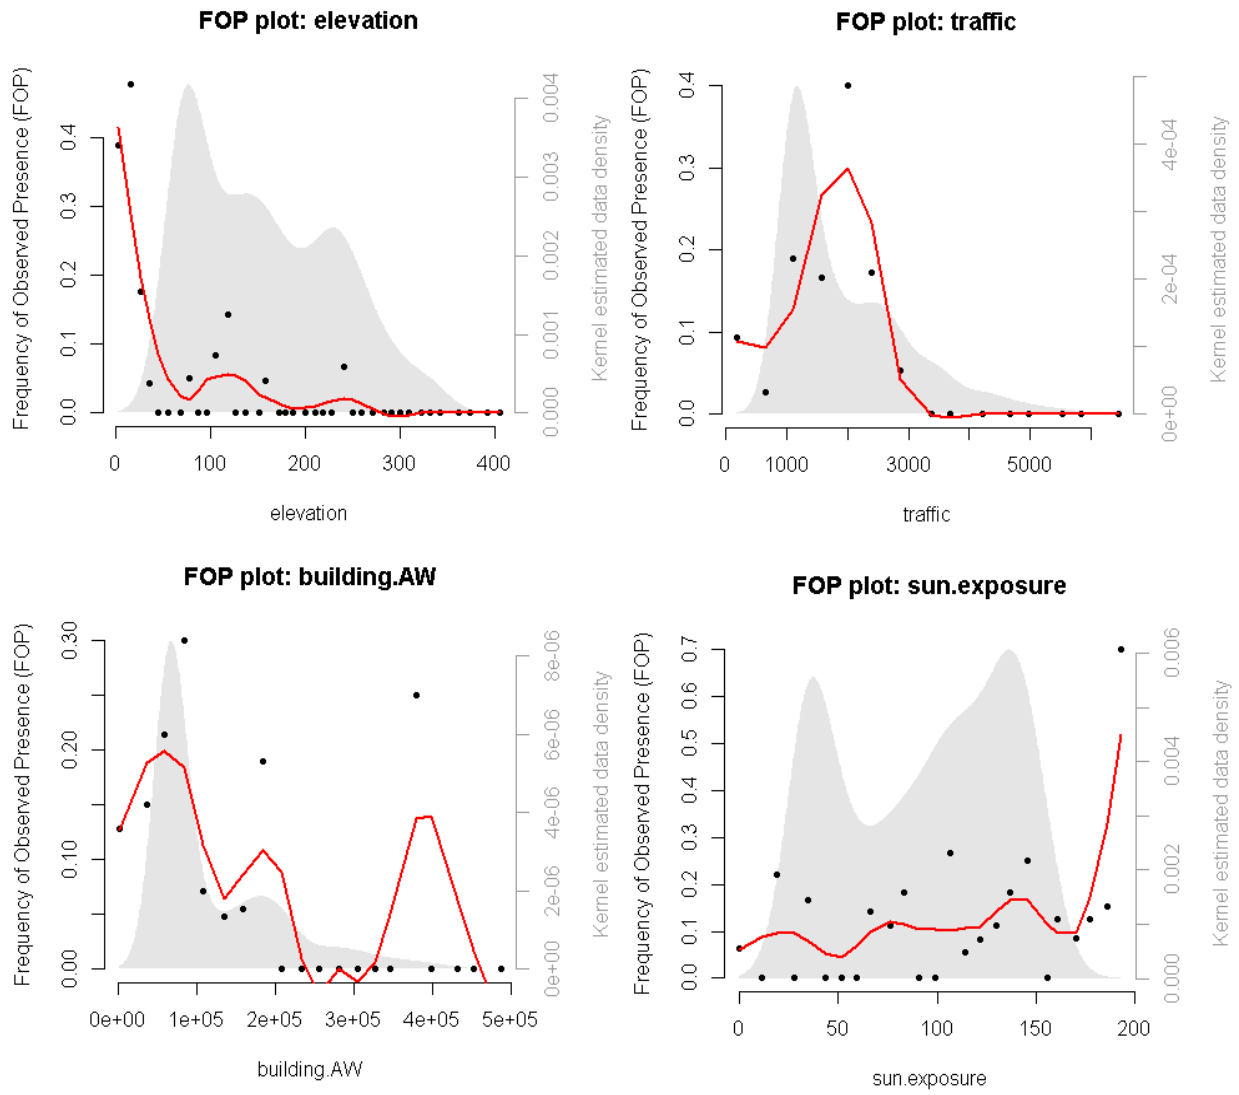 FOP plot: elevation
Frequency of Observed Presence (FOP)
0.0 0.1 0.2 0.3 0.4
0.000 0.001 0.002 0.003 0.004
Kernel estimated data density
0 100 200 300 400
elevation
FOP plot: traffic
Frequency of Observed Presence (FOP)
0.0 0.1 0.2 0.3 0.4
0e+00 2e-04 4e-04
Kernel estimated data density
0 1000 3000 5000
traffic
FOP plot: building.AW
Frequency of Observed Presence (FOP)
0.00 0.10 0.20 0.30
0e+00 2e-06 4e-06 6e-06 8e-06
Kernel estimated data density
0e+00 1e+05 2e+05 3e+05 4e+05 5e+05
building.AW
FOP plot: sun.exposure
Frequency of Observed Presence (FOP)
0.0 0.1 0.2 0.3 0.4 0.5 0.6 0.7
0.000 0.002 0.004 0.006
Kernel estimated data density
0 50 100 150 200
sun.exposure